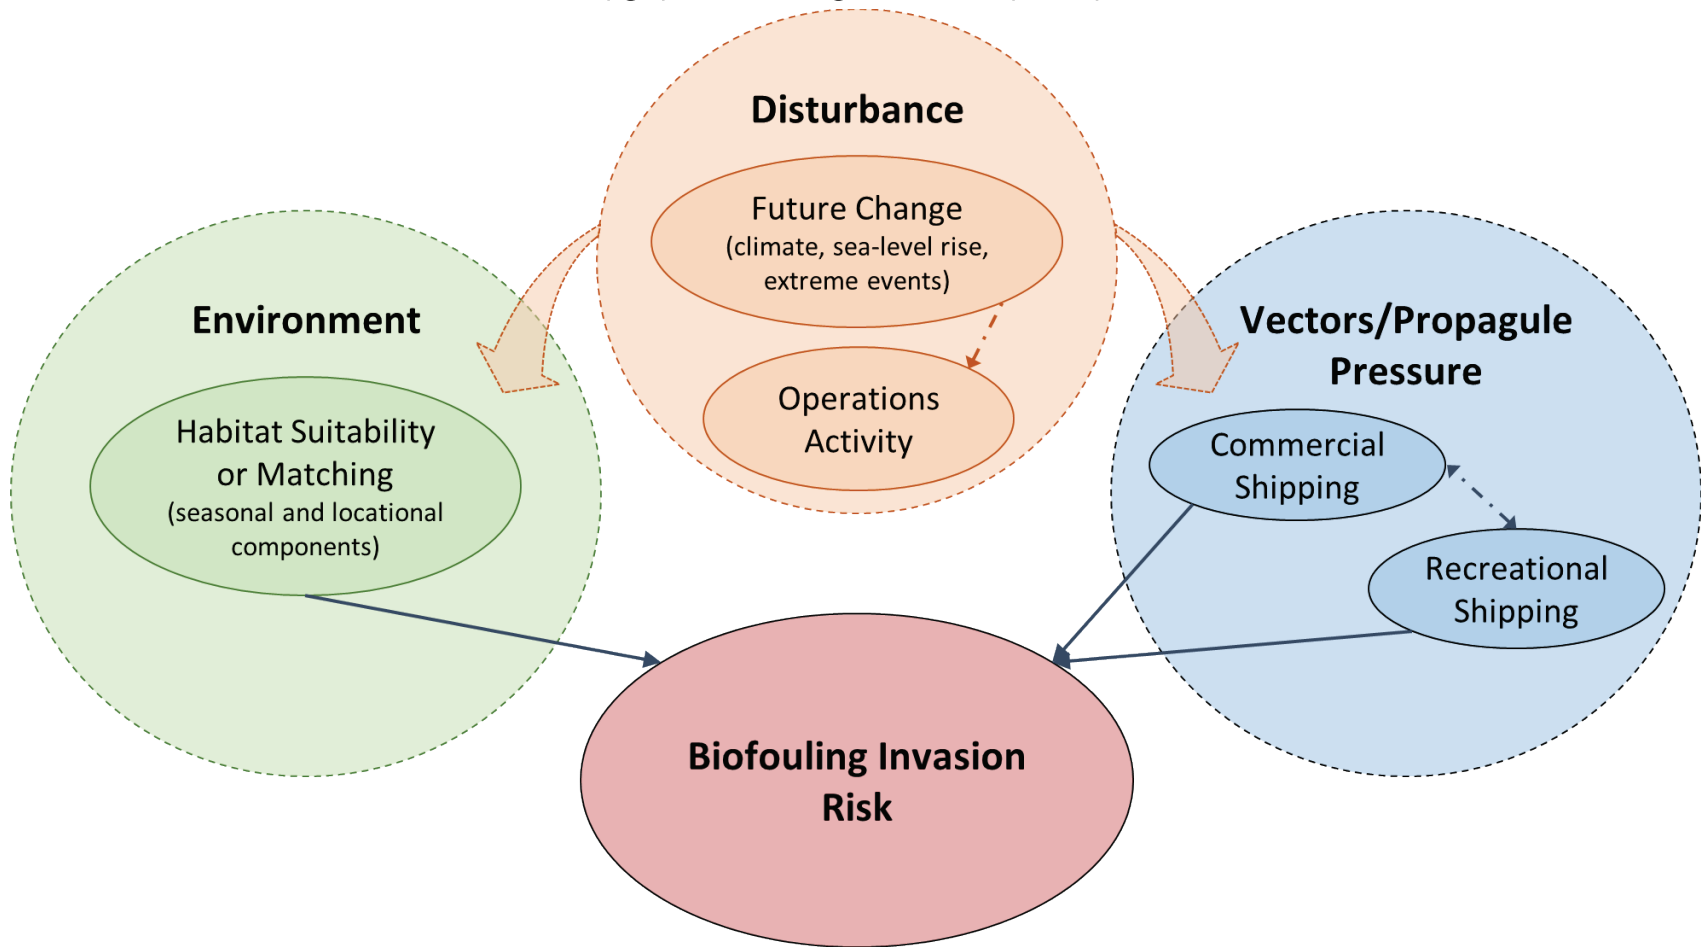 Disturbance
Future Change
(climate, sea-level rise,
extreme events)
Operations
Activity
Environment
Habitat Suitability
or Matching
(seasonal and locational
components)
Vectors/Propagule
Pressure
Commercial
Shipping
Recreational
Shipping
Biofouling Invasion
Risk